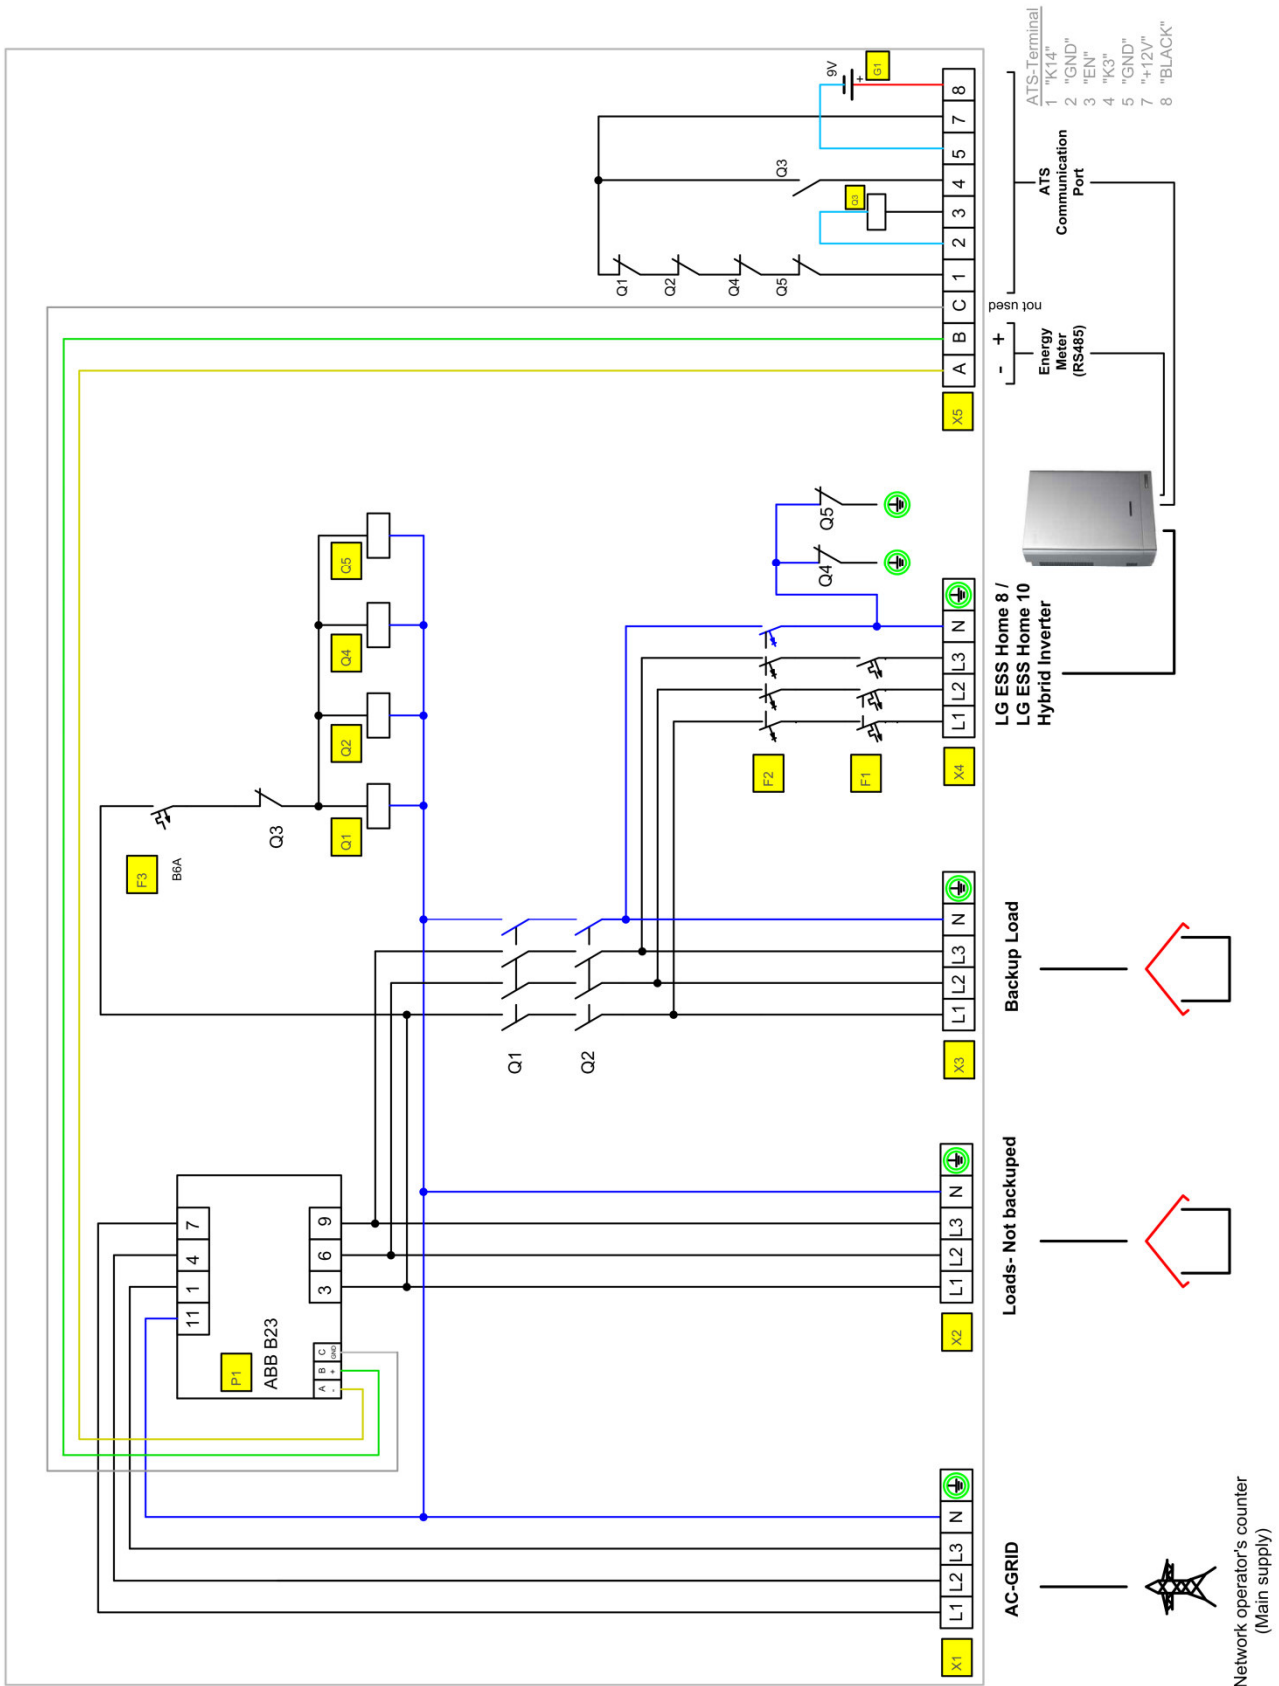 ATS-Terminal
1 "K14"
2 "GND"
3 "EN"
4 "K3"
5 "GND"
7 "+12V"
8 "BLACK"
9V
+
G1
Q3
Q3
Q1
Q2
Q4
Q5
A B C 1 2 3 4 5 7 8
X5
- +
not used
Energy
Meter
(RS485)
ATS
Communication
Port
F3
B6A
Q3
Q1
Q2
Q4
Q5
Q1
Q2
Q4
Q5
F2
F1
L1 L2 L3 N
X4
LG ESS Home 8 /
LG ESS Home 10
Hybrid Inverter
L1 L2 L3 N
X3
Backup Load
P1
ABB B23
11 1 4 7
3 6 9
A B C
- + GND
L1 L2 L3 N
X2
Loads- Not backuped
L1 L2 L3 N
X1
AC-GRID
Network operator's counter
(Main supply)